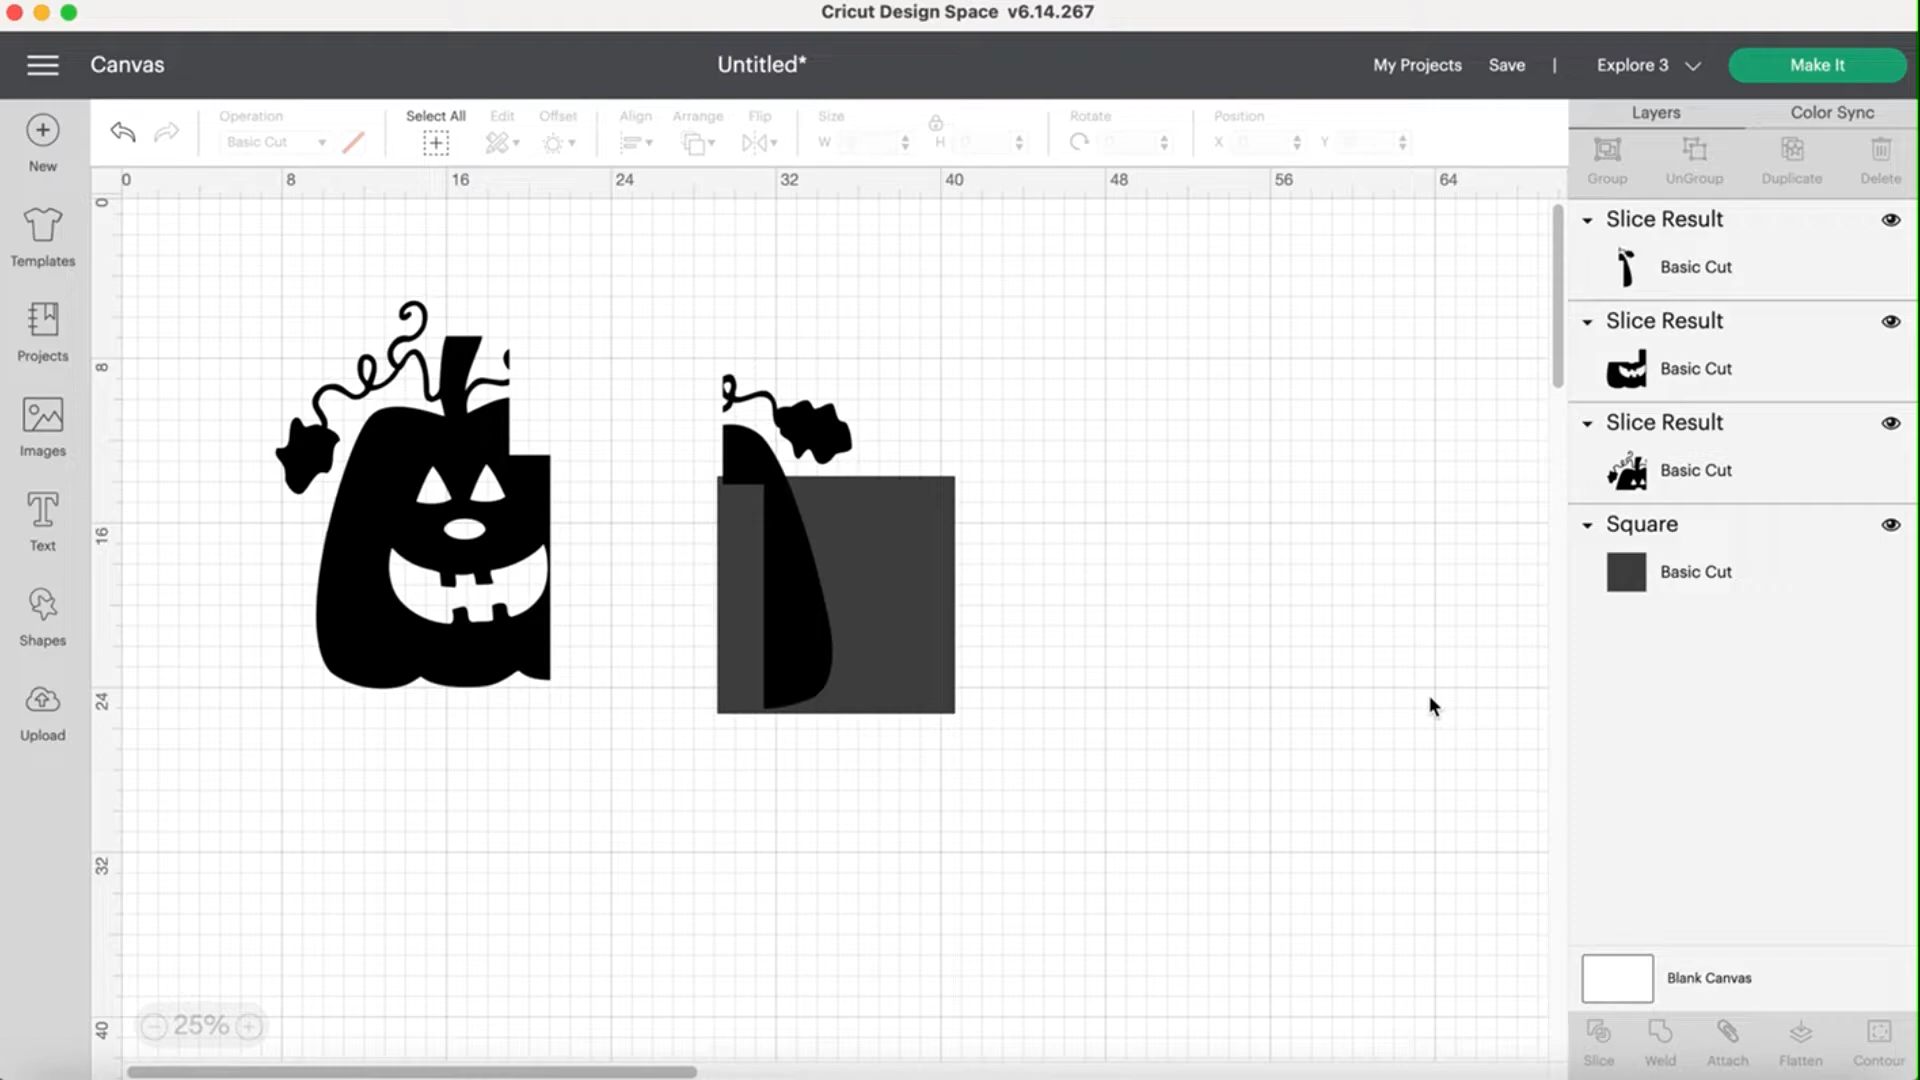 Cricut Design Space v6.14.267
Canvas
Untitled*
My Projects
Save
|
Explore 3
Make It
New
Templates
Projects
Images
Text
Shapes
Upload
Operation
Basic Cut
Select All
Edit
Offset
Align
Arrange
Flip
Size
W
H
0
Rotate
0
Position
X
0
Y
0 8 16 24 32 40 48 56 64
0
8
16
24
32
40
25%
Layers
Color Sync
Group
UnGroup
Duplicate
Delete
Slice Result
Basic Cut
Slice Result
Basic Cut
Slice Result
Basic Cut
Square
Basic Cut
Blank Canvas
Slice
Weld
Attach
Flatten
Contour